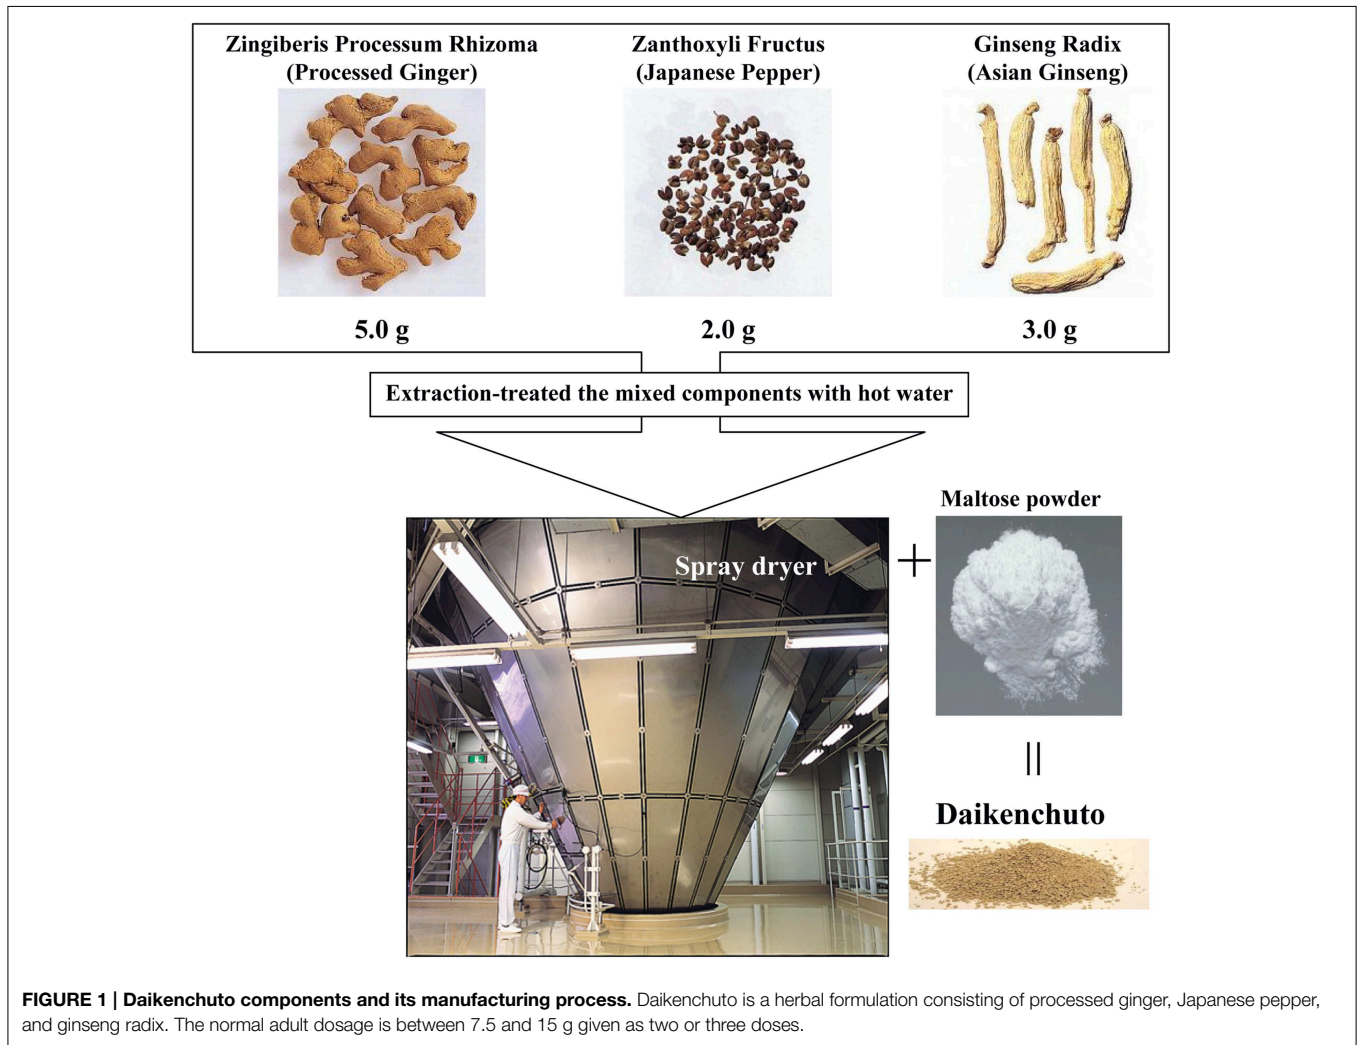 Zingiberis Processum Rhizoma
(Processed Ginger)
Zanthoxyli Fructus
(Japanese Pepper)
Ginseng Radix
(Asian Ginseng)
5.0 g
2.0 g
3.0 g
Extraction-treated the mixed components with hot water
Maltose powder
Spray dryer
+
=
Daikenchuto
FIGURE 1 | Daikenchuto components and its manufacturing process. Daikenchuto is a herbal formulation consisting of processed ginger, Japanese pepper,
and ginseng radix. The normal adult dosage is between 7.5 and 15 g given as two or three doses.